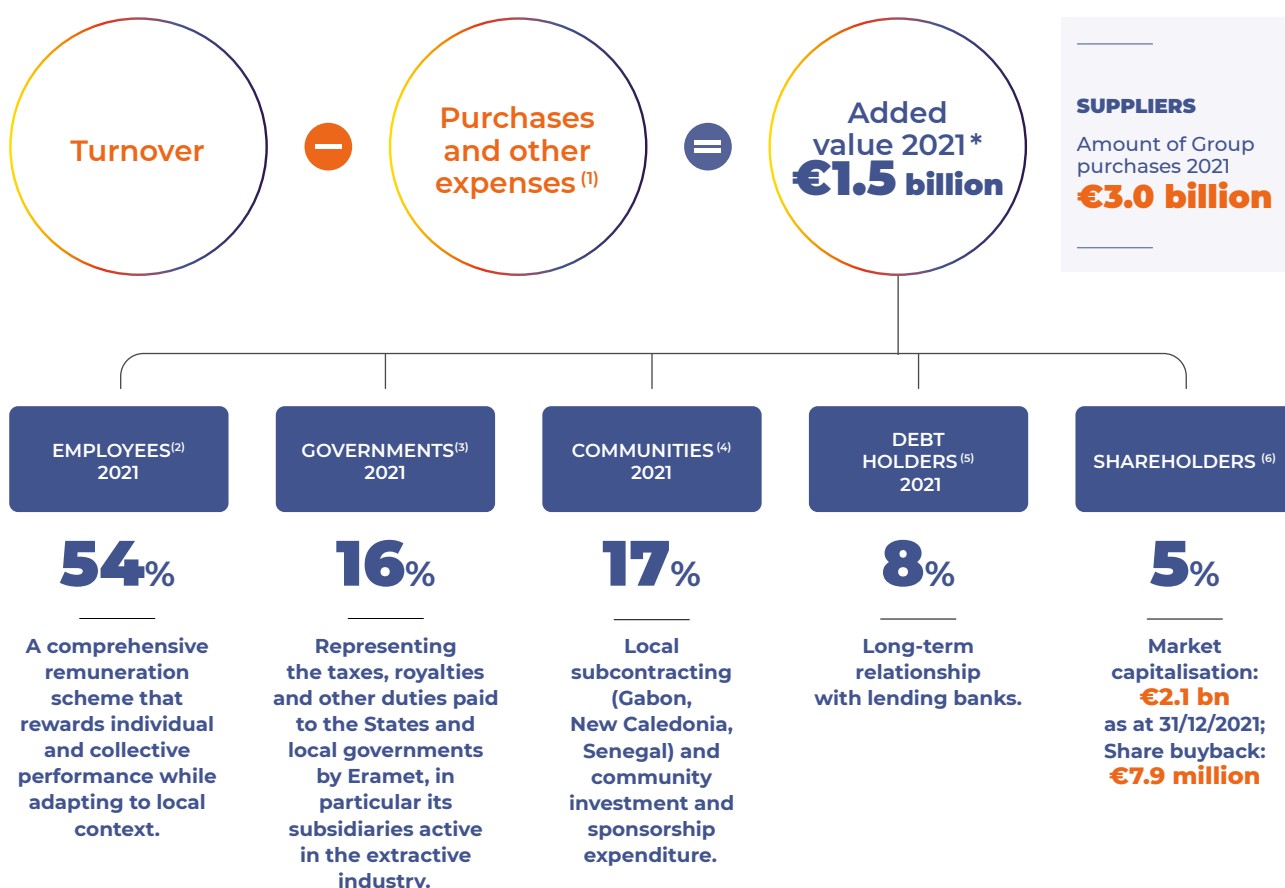 Turnover
Purchases
and other
expenses (1)
Added
value 2021*
€1.5 billion
SUPPLIERS
Amount of Group
purchases 2021
€3.0 billion
EMPLOYEES(2)
2021
54%
A comprehensive
remuneration
scheme that
rewards individual
and collective
performance while
adapting to local
context.
GOVERNMENTS(3)
2021
16%
Representing
the taxes, royalties
and other duties paid
to the States and
local governments
by Eramet, in
particular its
subsidiaries active
in the extractive
industry.
COMMUNITIES (4)
2021
17%
Local
subcontracting
(Gabon,
New Caledonia,
Senegal) and
community
investment and
sponsorship
expenditure.
DEBT
HOLDERS (5)
2021
8%
Long-term
relationship
with lending banks.
SHAREHOLDERS (6)
5%
Market
capitalisation:
€2.1 bn
as at 31/12/2021;
Share buyback:
€7.9 million